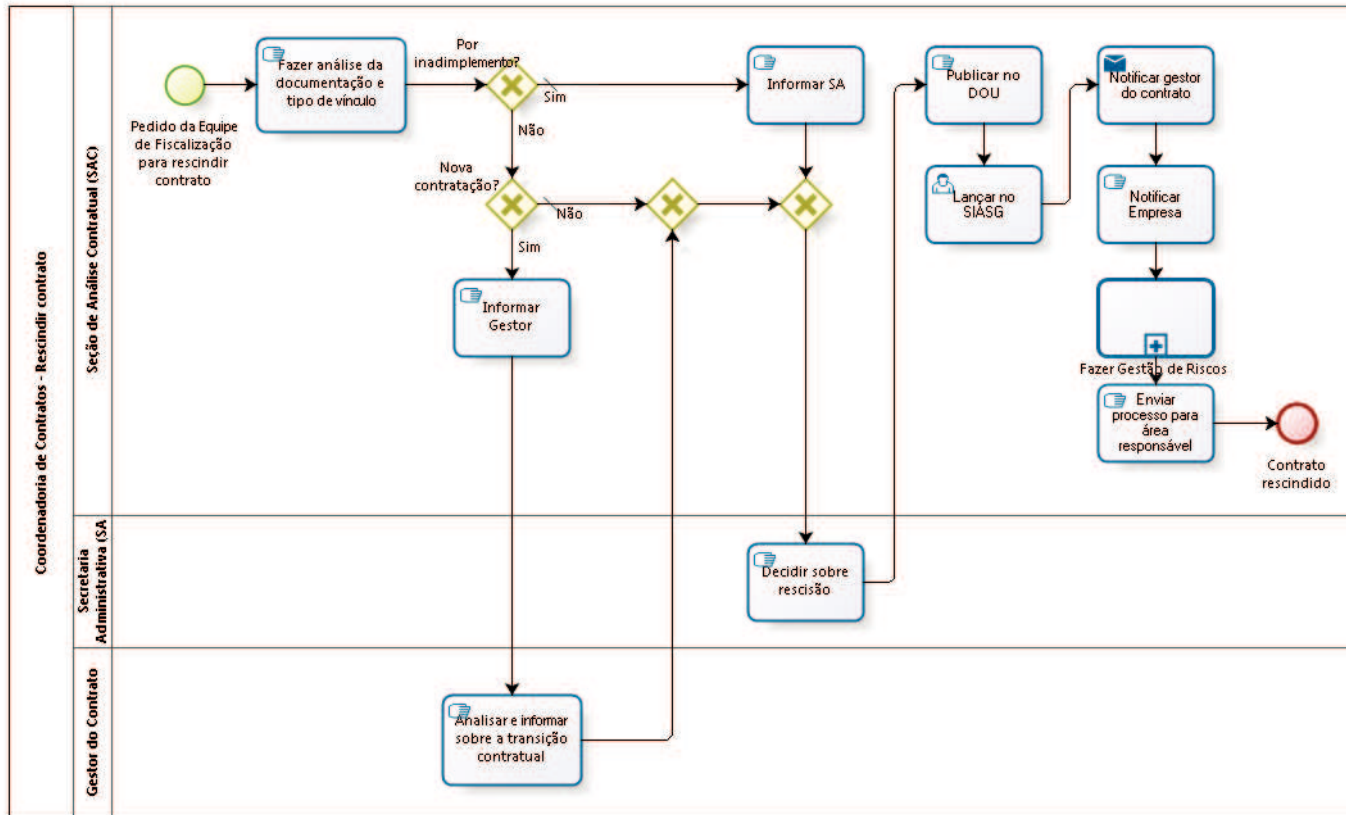 Coordenadoria de Contratos - Rescindir contrato
Seção de Análise Contratual (SAC)
Pedido da Equipe
de Fiscalização
para rescindir
contrato
Fazer análise da
documentação e
tipo de vínculo
Por
inadimplemento?
Sim
Não
Informar SA
Nova
contratação?
Não
Sim
Informar
Gestor
Publicar no
DOU
Lançar no
SIASG
Notificar gestor
do contrato
Notificar
Empresa
Fazer Gestão de Riscos
Enviar
processo para
área
responsável
Contrato
rescindido
Secretaria
Administrativa (SA
Decidir sobre
rescisão
Gestor do Contrato
Analisar e informar
sobre a transição
contratual